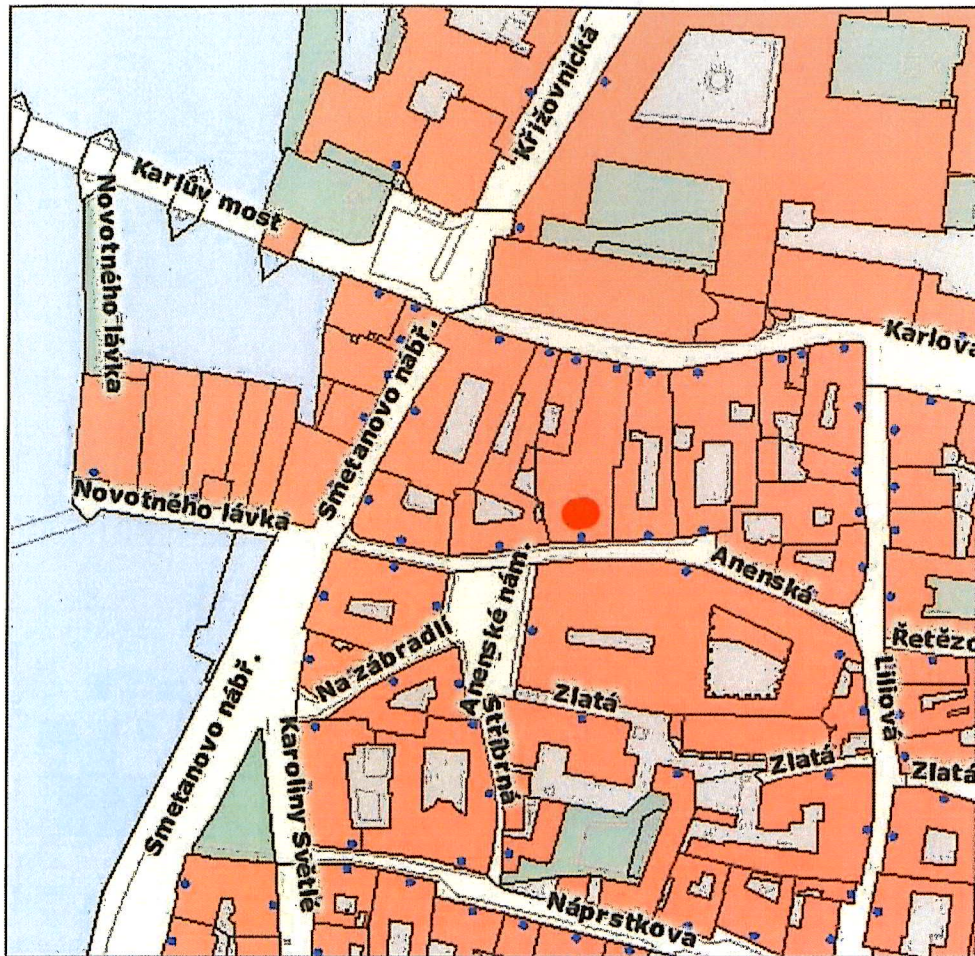 Křížovnická
Karlův most
Novotného lávka
Karlova
Smetanovo nábř.
Novotného lávka
Anenské nám.
Anenská
Řetězo
Na zábradlí
Liliová
Zlatá
Stříbrná
Smetanovo nábř.
Karoliny Světlé
Zlatá
Zlatá
Náprstkova